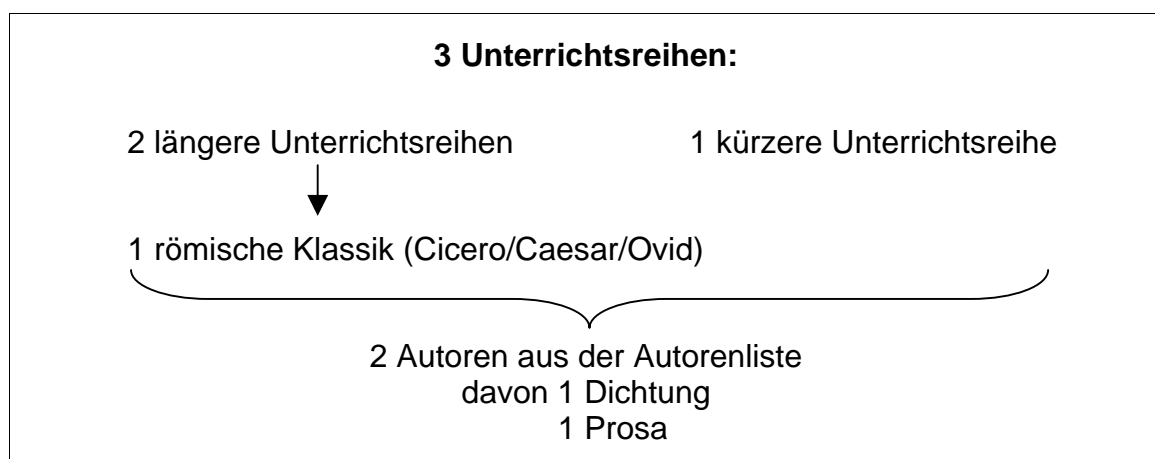 3 Unterrichtsreihen:
2 längere Unterrichtsreihen 1 kürzere Unterrichtsreihe
1 römische Klassik (Cicero/Caesar/Ovid)
2 Autoren aus der Autorenliste
davon 1 Dichtung
1 Prosa